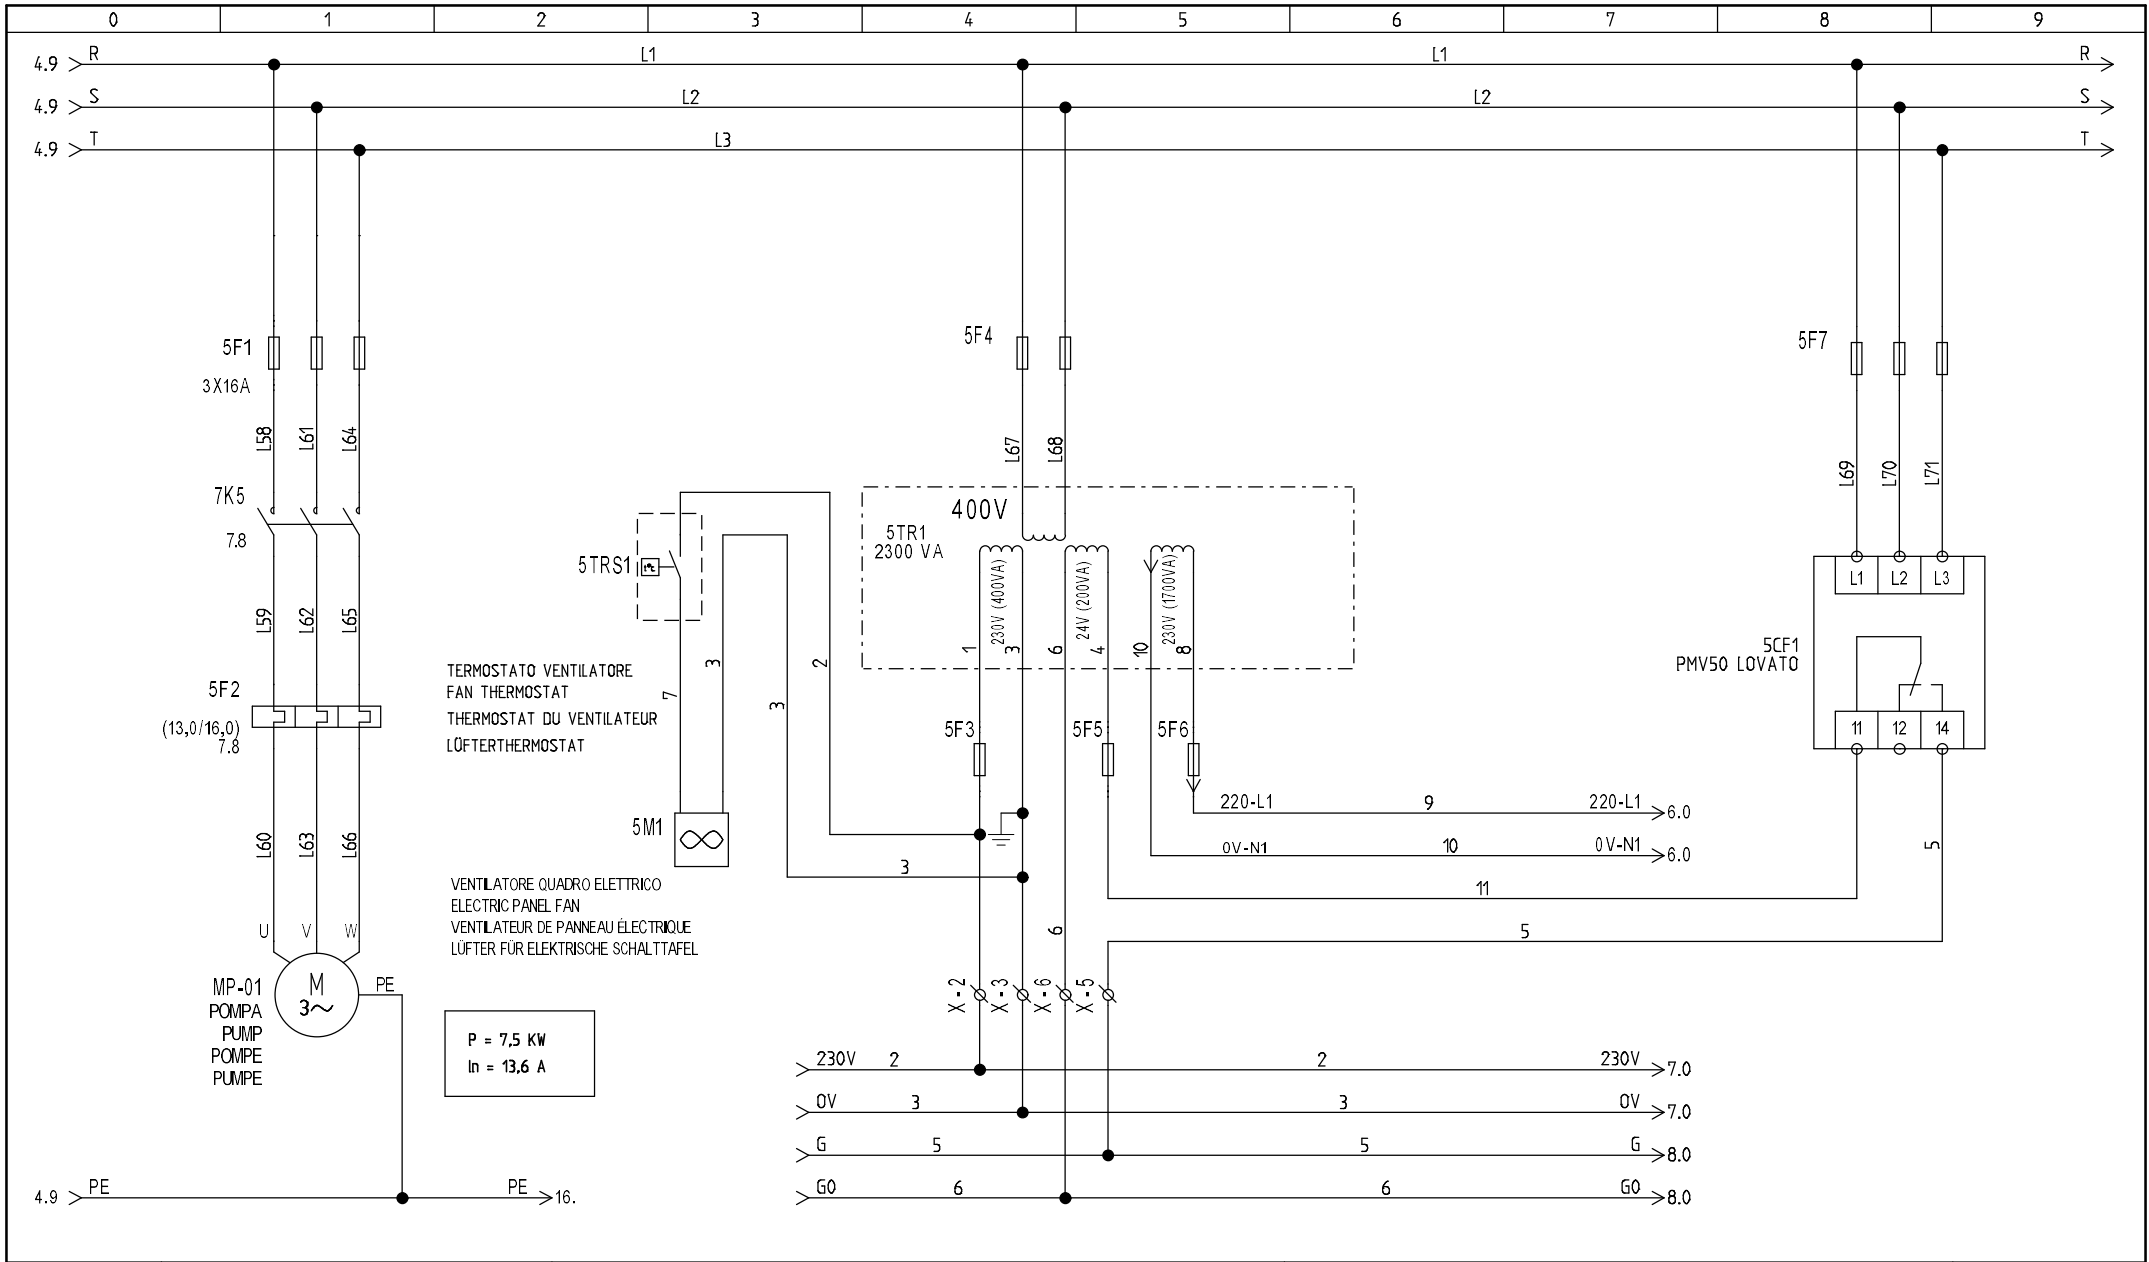 0 1 2 3 4 5 6 7 8 9
4.9 R L1 L1 R
4.9 S L2 L2 S
4.9 T L3 T
5F1
3X16A
5F4
5F7
L58 L61 L64
L67 L68
L69 L70 L71
7K5
7.8
400V
5TR1
2300 VA
5TRS1
t°c
230V (400VA)
24V (200VA)
230V (1700VA)
1 3 6 4 10 8
L1 L2 L3
L59 L62 L65
5CF1
PMV50 LOVATO
11 12 14
TERMOSTATO VENTILATORE
FAN THERMOSTAT
THERMOSTAT DU VENTILATEUR
LÜFTERTHERMOSTAT
7 3 3 2
5F2
(13,0/16,0)
7.8
5F3
5F5
5F6
220-L1 9 220-L1 6.0
0V-N1 10 0V-N1 6.0
5M1
L60 L63 L66
3
11
5
5
6
VENTILATORE QUADRO ELETTRICO
ELECTRIC PANEL FAN
VENTILATEUR DE PANNEAU ÉLECTRIQUE
LÜFTER FÜR ELEKTRISCHE SCHALTTAFEL
U V W
M
3~
PE
MP-01
POMPA
PUMP
POMPE
PUMPE
P = 7,5 KW
In = 13,6 A
X-2 X-3 X-6 X-5
230V 2 2 230V 7.0
0V 3 3 0V 7.0
G 5 5 G 8.0
G0 6 6 G0 8.0
4.9 PE PE 16.